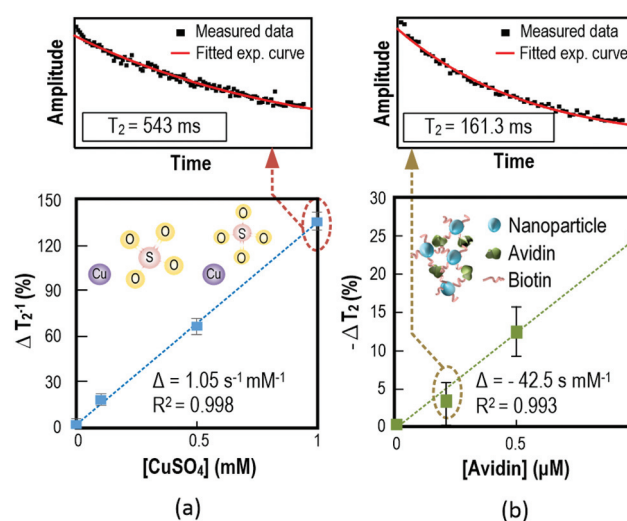 Measured data
Fitted exp. curve
Amplitude
T₂ = 543 ms
Time
150
120
90
60
30
0
Δ T₂⁻¹ (%)
O
O
O
O
S
Cu
O
O
O
O
S
Cu
Δ = 1.05 s⁻¹ mM⁻¹
R² = 0.998
0
0.5
1
[CuSO₄] (mM)
(a)
Measured data
Fitted exp. curve
Amplitude
T₂ = 161.3 ms
Time
30
25
20
15
10
5
0
- Δ T₂ (%)
Nanoparticle
Avidin
Biotin
Δ = - 42.5 s mM⁻¹
R² = 0.993
0
0.5
[Avidin] (µM)
(b)